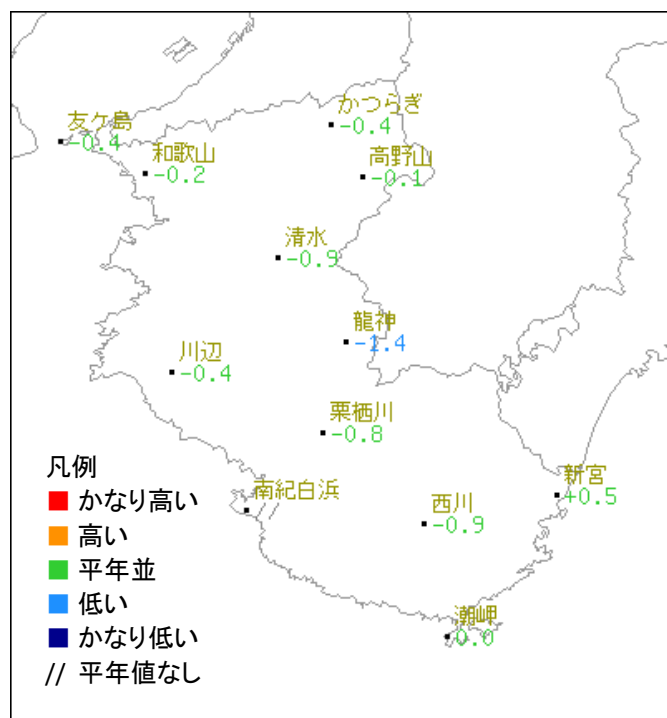 かつらぎ
-0.4
友ケ島
-0.4
和歌山
-0.2
高野山
-0.1
清水
-0.9
龍神
-1.4
川辺
-0.4
栗栖川
-0.8
南紀白浜
//
西川
-0.9
新宮
+0.5
潮岬
0.0
凡例
かなり高い
高い
平年並
低い
かなり低い
// 平年値なし